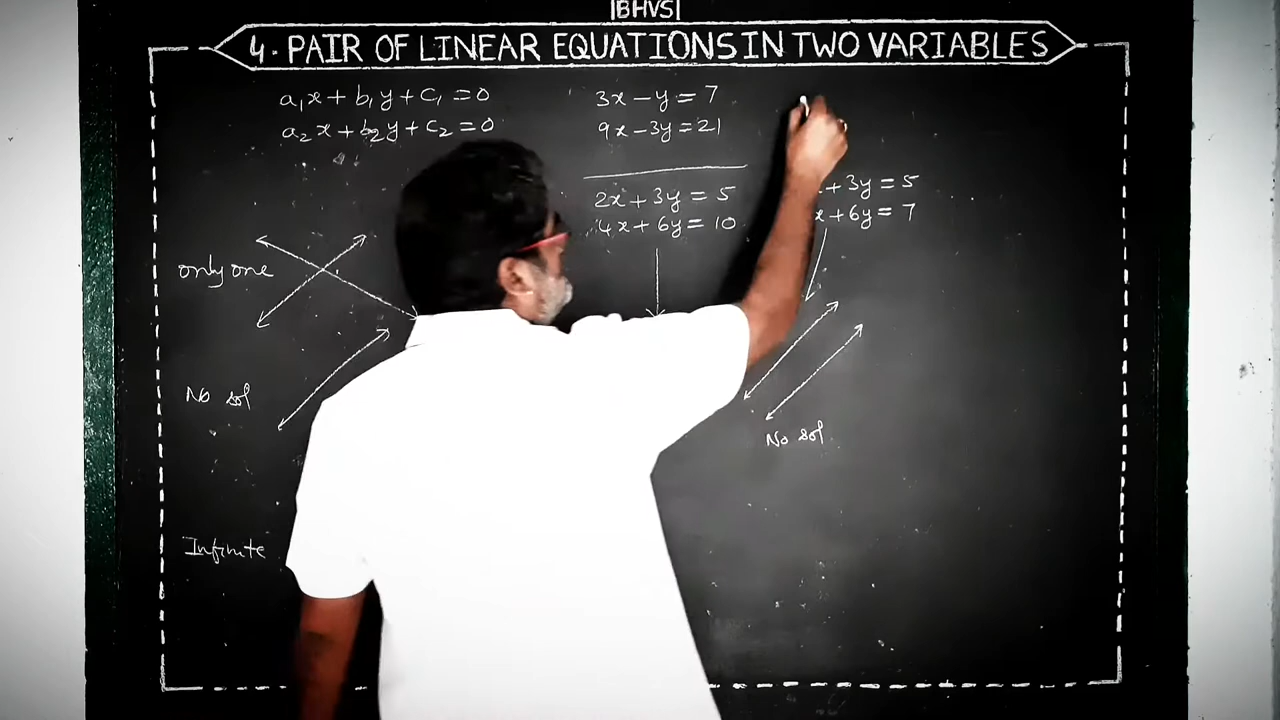 |BHVS|
4. PAIR OF LINEAR EQUATIONS IN TWO VARIABLES
a₁x + b₁y + c₁ = 0
a₂x + b₂y + c₂ = 0
3x - y = 7
9x - 3y = 21
2x + 3y = 5
4x + 6y = 10
x + 3y = 5
x + 6y = 7
only one
No sol
Infinite
No sol